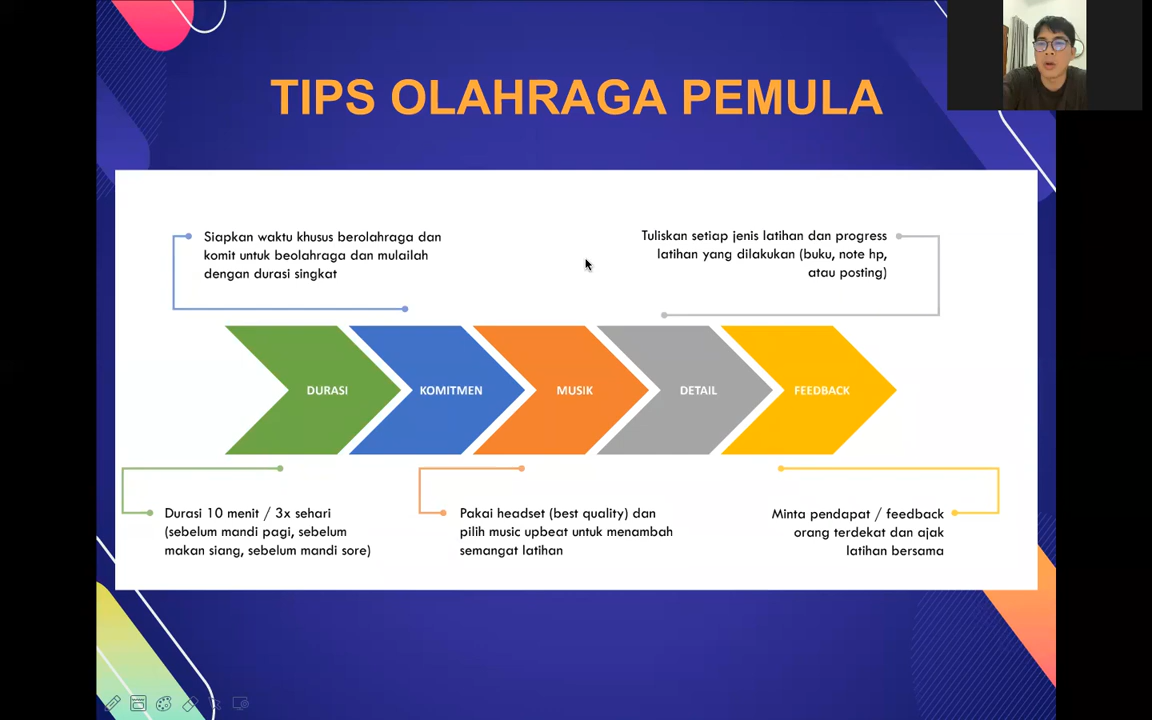 TIPS OLAHRAGA PEMULA
Siapkan waktu khusus berolahraga dan
komit untuk beolahraga dan mulailah
dengan durasi singkat
Tuliskan setiap jenis latihan dan progress
latihan yang dilakukan (buku, note hp,
atau posting)
DURASI
KOMITMEN
MUSIK
DETAIL
FEEDBACK
Durasi 10 menit / 3x sehari
(sebelum mandi pagi, sebelum
makan siang, sebelum mandi sore)
Pakai headset (best quality) dan
pilih music upbeat untuk menambah
semangat latihan
Minta pendapat / feedback
orang terdekat dan ajak
latihan bersama